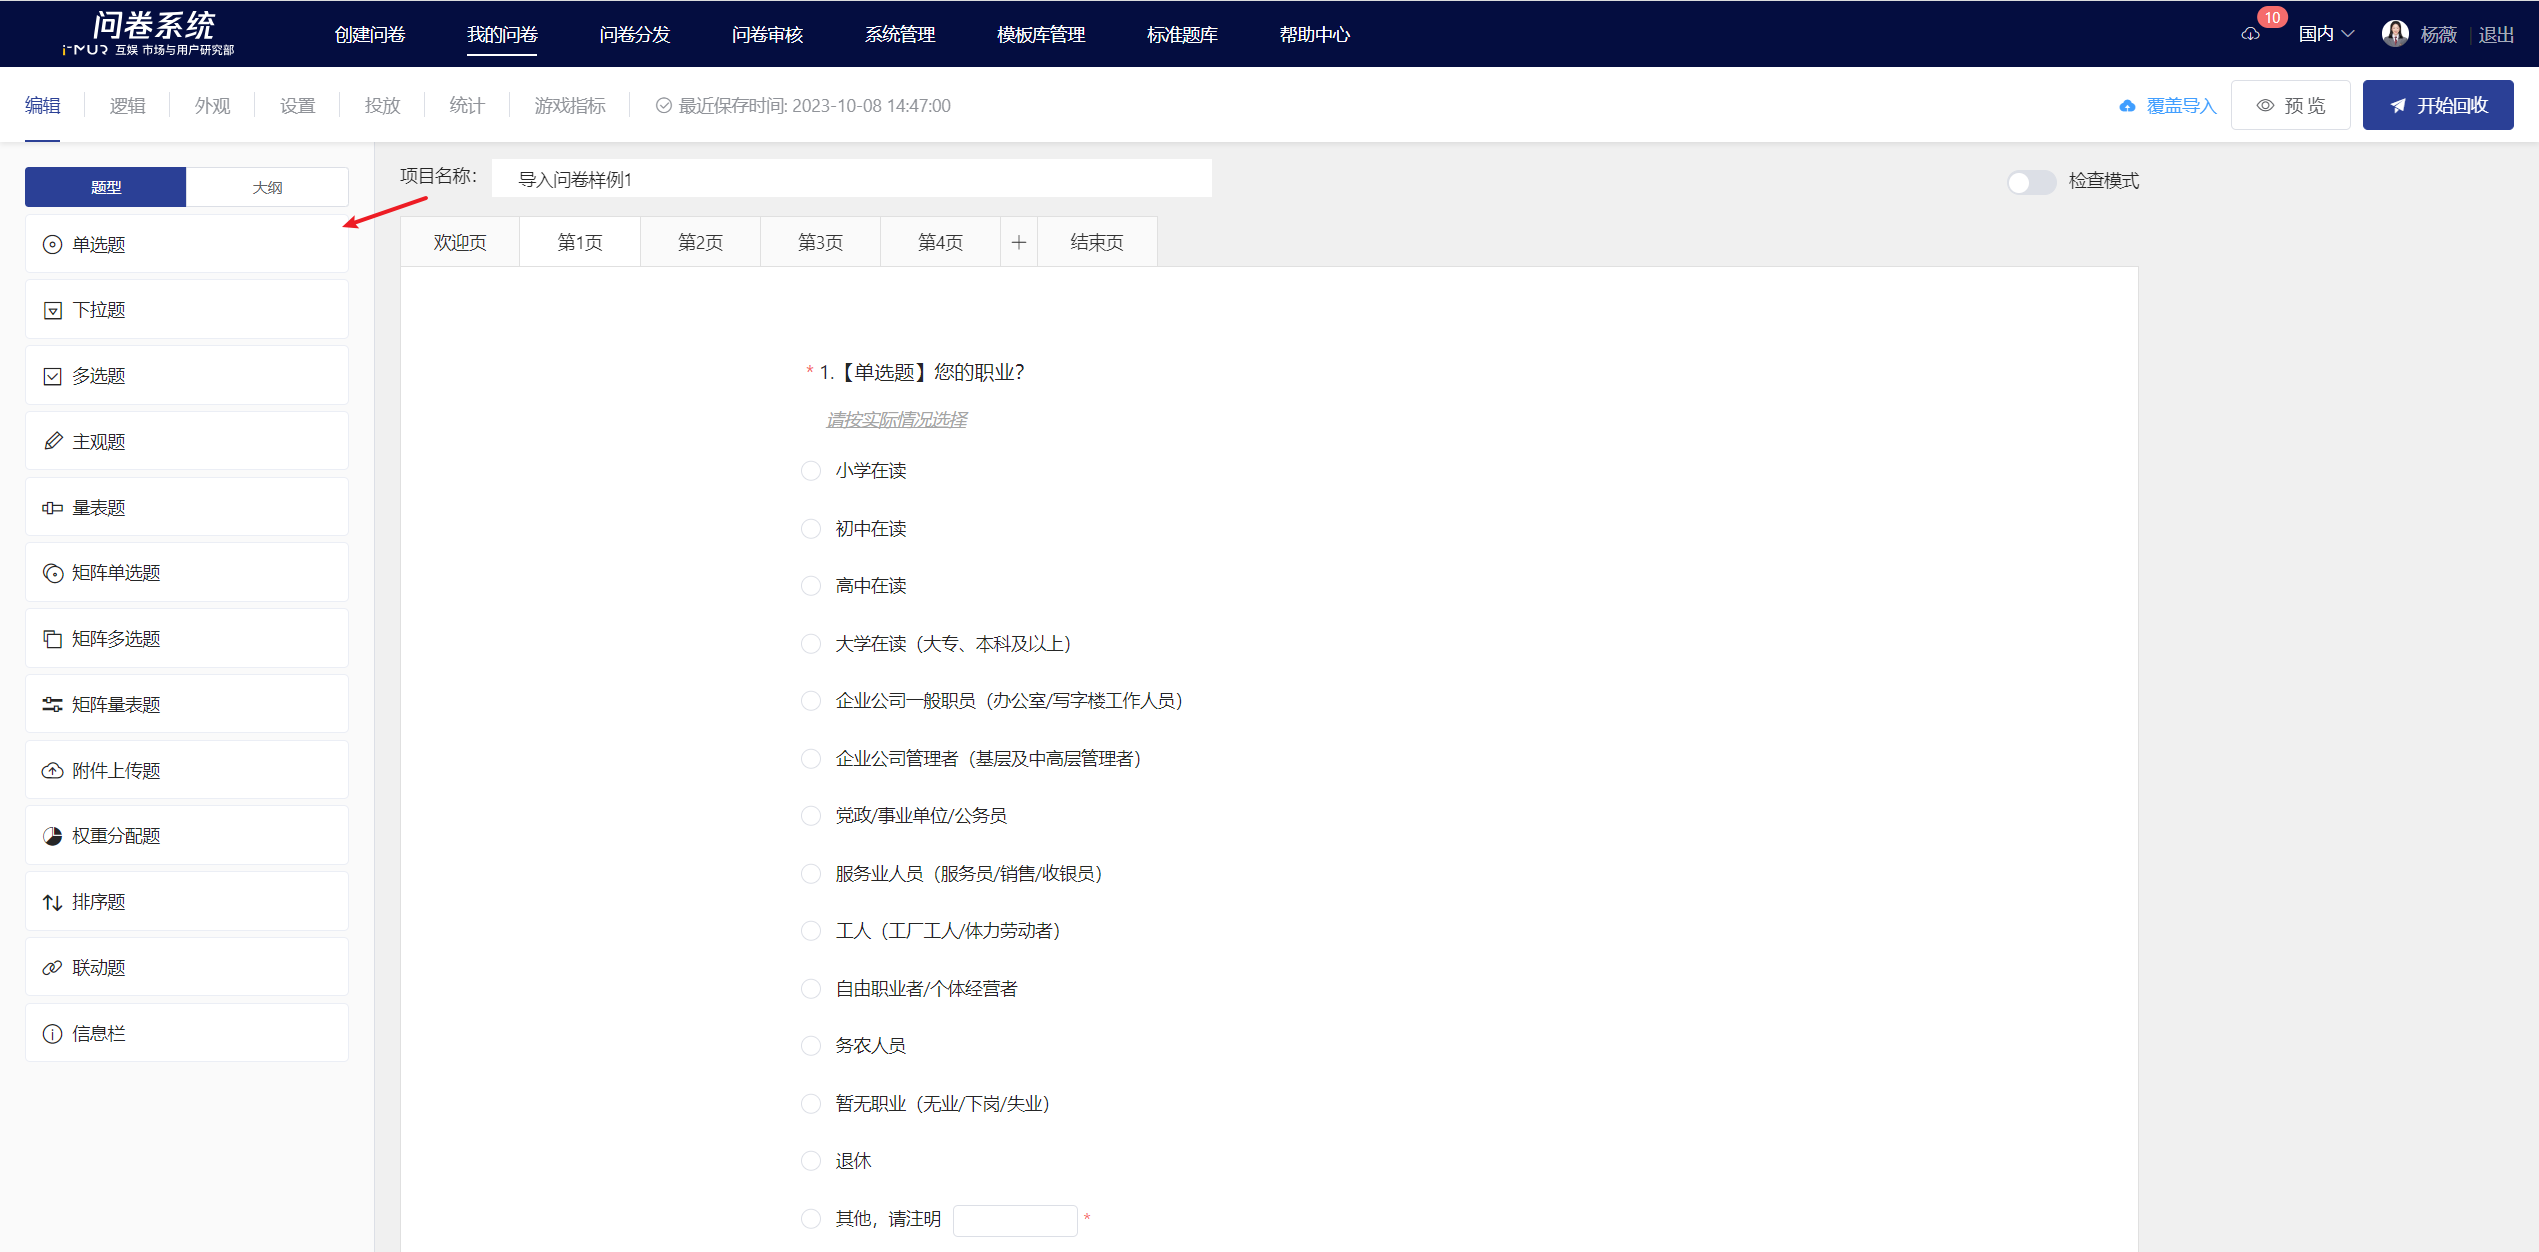 问卷系统
i-MUR 互娱 市场与用户研究部
创建问卷
我的问卷
问卷分发
问卷审核
系统管理
模板库管理
标准题库
帮助中心
10
国内
杨薇
退出
编辑
逻辑
外观
设置
投放
统计
游戏指标
最近保存时间: 2023-10-08 14:47:00
覆盖导入
预 览
开始回收
题型
大纲
单选题
下拉题
多选题
主观题
量表题
矩阵单选题
矩阵多选题
矩阵量表题
附件上传题
权重分配题
排序题
联动题
信息栏
项目名称:
导入问卷样例1
检查模式
欢迎页
第1页
第2页
第3页
第4页
+
结束页
* 1.【单选题】您的职业？
请按实际情况选择
小学在读
初中在读
高中在读
大学在读（大专、本科及以上）
企业公司一般职员（办公室/写字楼工作人员）
企业公司管理者（基层及中高层管理者）
党政/事业单位/公务员
服务业人员（服务员/销售/收银员）
工人（工厂工人/体力劳动者）
自由职业者/个体经营者
务农人员
暂无职业（无业/下岗/失业）
退休
其他，请注明 *